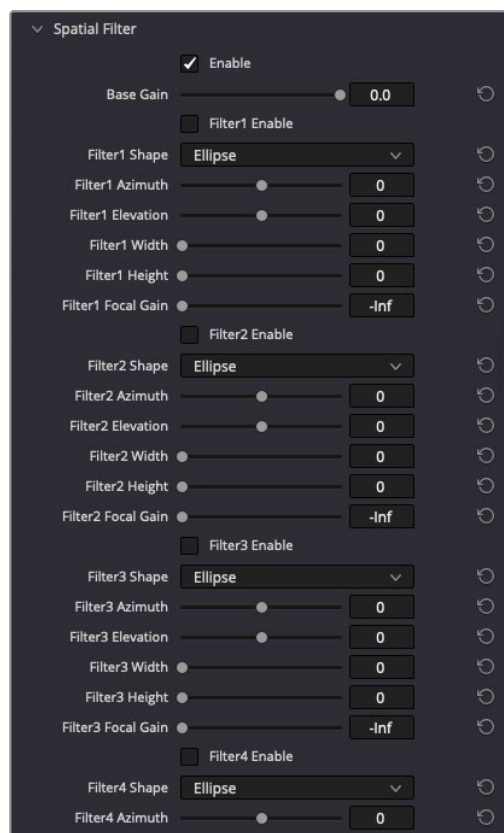 Spatial Filter
Enable
Base Gain 0.0
Filter1 Enable
Filter1 Shape Ellipse
Filter1 Azimuth 0
Filter1 Elevation 0
Filter1 Width 0
Filter1 Height 0
Filter1 Focal Gain -Inf
Filter2 Enable
Filter2 Shape Ellipse
Filter2 Azimuth 0
Filter2 Elevation 0
Filter2 Width 0
Filter2 Height 0
Filter2 Focal Gain -Inf
Filter3 Enable
Filter3 Shape Ellipse
Filter3 Azimuth 0
Filter3 Elevation 0
Filter3 Width 0
Filter3 Height 0
Filter3 Focal Gain -Inf
Filter4 Enable
Filter4 Shape Ellipse
Filter4 Azimuth 0